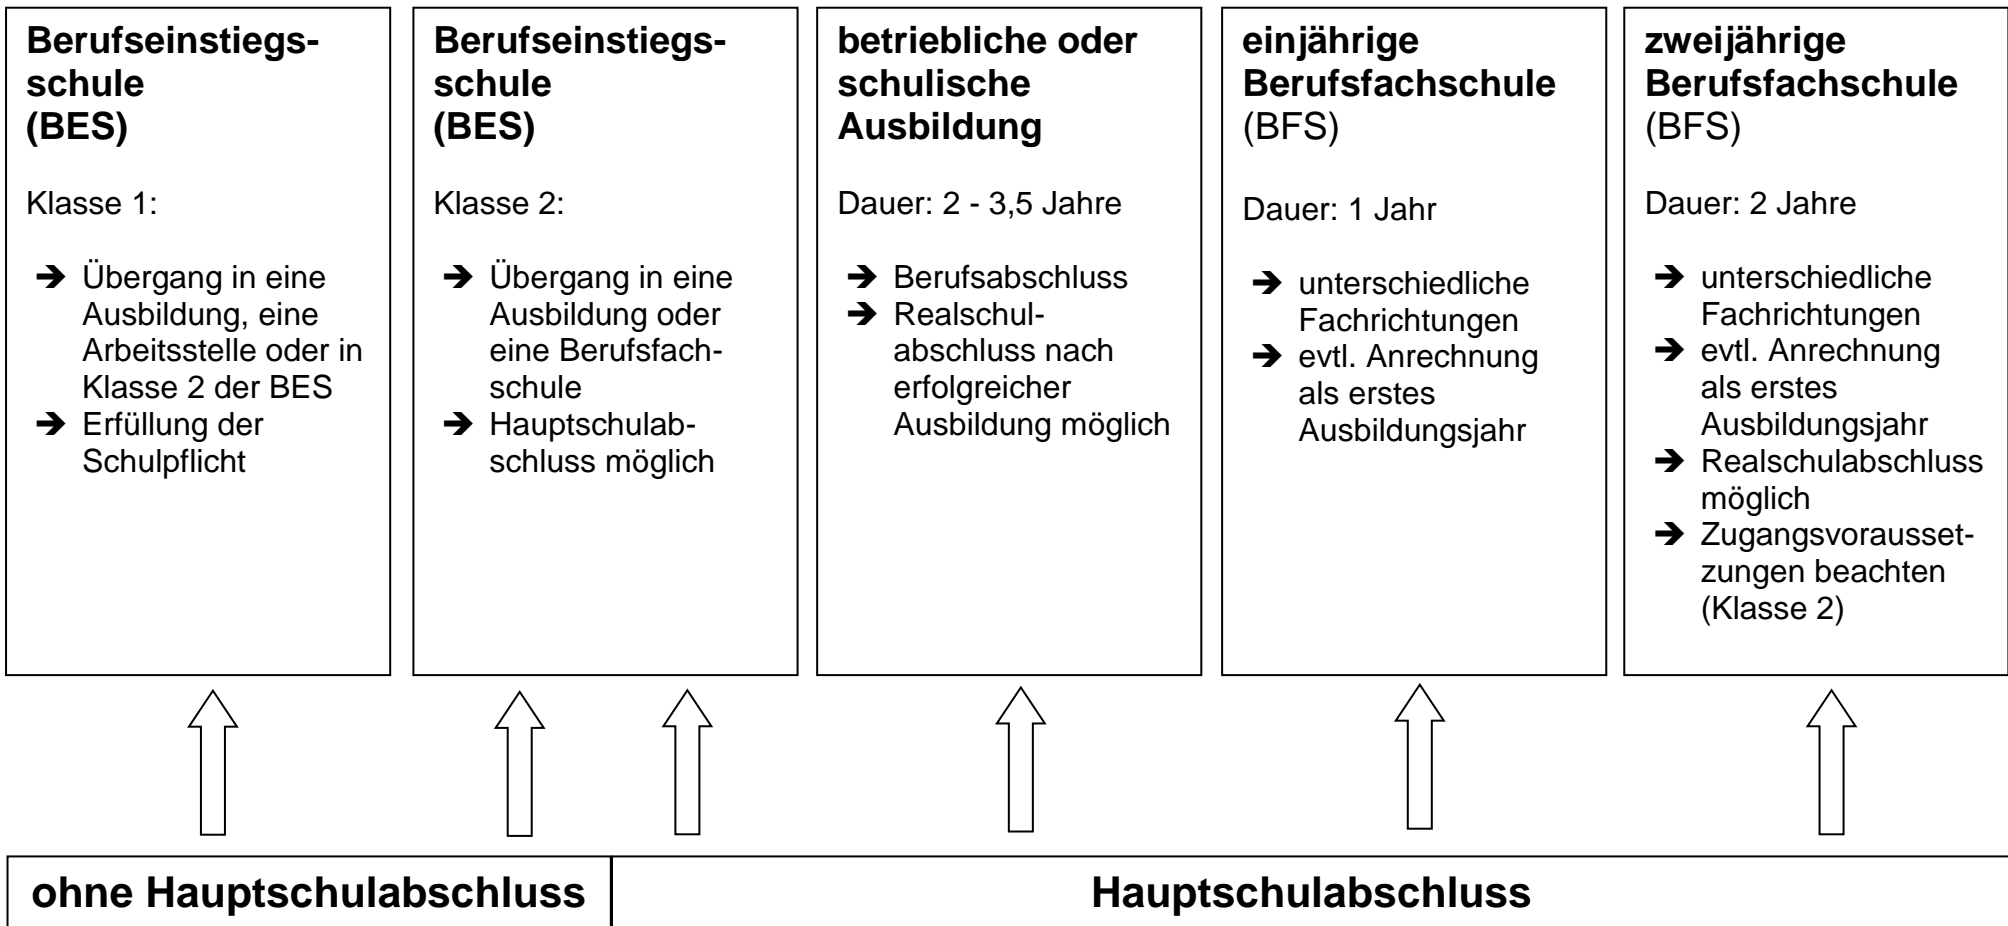 Berufseinstiegs-
schule
(BES)
Klasse 1:
➔ Übergang in eine
Ausbildung, eine
Arbeitsstelle oder in
Klasse 2 der BES
➔ Erfüllung der
Schulpflicht
Berufseinstiegs-
schule
(BES)
Klasse 2:
➔ Übergang in eine
Ausbildung oder
eine Berufsfach-
schule
➔ Hauptschulab-
schluss möglich
betriebliche oder
schulische
Ausbildung
Dauer: 2 - 3,5 Jahre
➔ Berufsabschluss
➔ Realschul-
abschluss nach
erfolgreicher
Ausbildung möglich
einjährige
Berufsfachschule
(BFS)
Dauer: 1 Jahr
➔ unterschiedliche
Fachrichtungen
➔ evtl. Anrechnung
als erstes
Ausbildungsjahr
zweijährige
Berufsfachschule
(BFS)
Dauer: 2 Jahre
➔ unterschiedliche
Fachrichtungen
➔ evtl. Anrechnung
als erstes
Ausbildungsjahr
➔ Realschulabschluss
möglich
➔ Zugangsvorausset-
zungen beachten
(Klasse 2)
ohne Hauptschulabschluss
Hauptschulabschluss